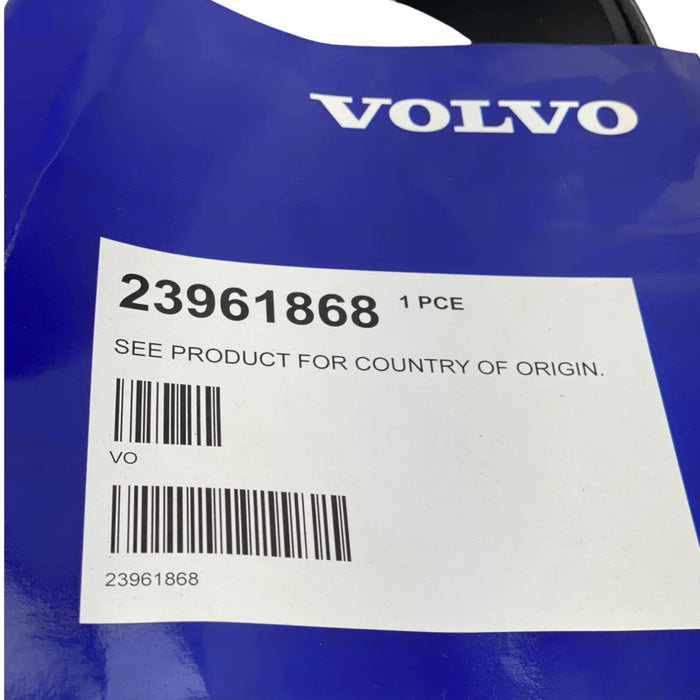 VOLVO
23961868 1 PCE
SEE PRODUCT FOR COUNTRY OF ORIGIN.
VO
23961868